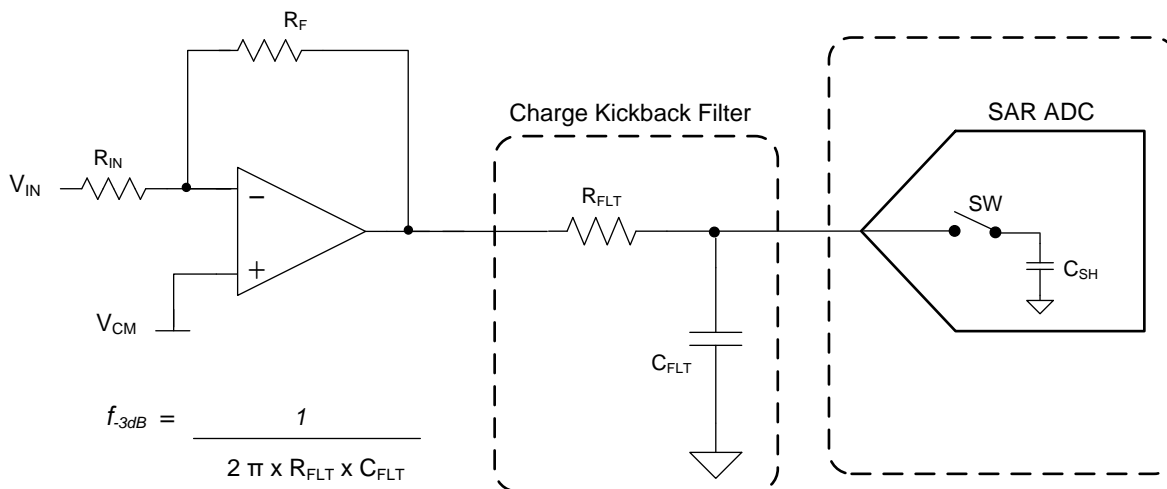 R_F
Charge Kickback Filter
SAR ADC
R_IN
V_IN
−
R_FLT
SW
+
C_SH
V_CM
C_FLT
f_-3dB = 1
2 π x R_FLT x C_FLT